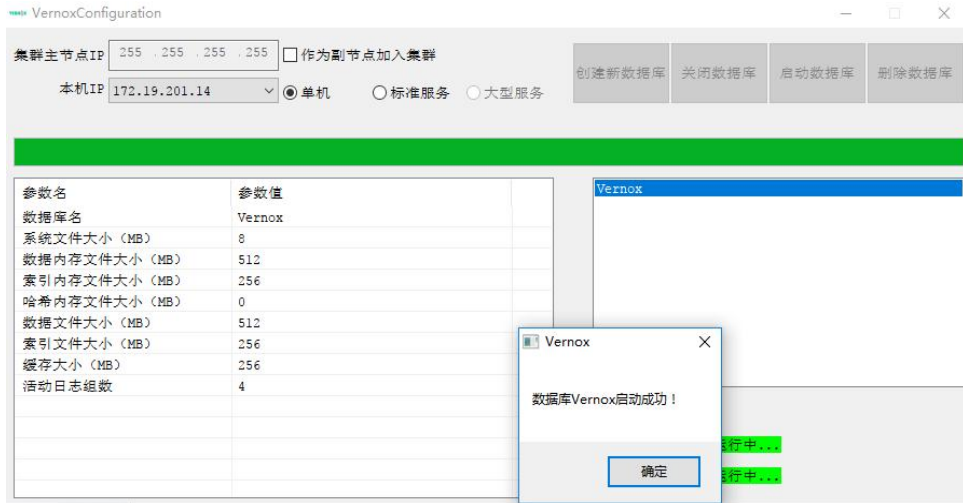 VERNOX VernoxConfiguration
集群主节点IP 255 . 255 . 255 . 255 作为副节点加入集群
本机IP 172.19.201.14 单机 标准服务 大型服务
创建新数据库 关闭数据库 启动数据库 删除数据库
参数名 参数值
数据库名 Vernox
系统文件大小（MB） 8
数据内存文件大小（MB） 512
索引内存文件大小（MB） 256
哈希内存文件大小（MB） 0
数据文件大小（MB） 512
索引文件大小（MB） 256
缓存大小（MB） 256
活动日志组数 4
Vernox
Vernox
数据库Vernox启动成功！
确定
行中...
行中...